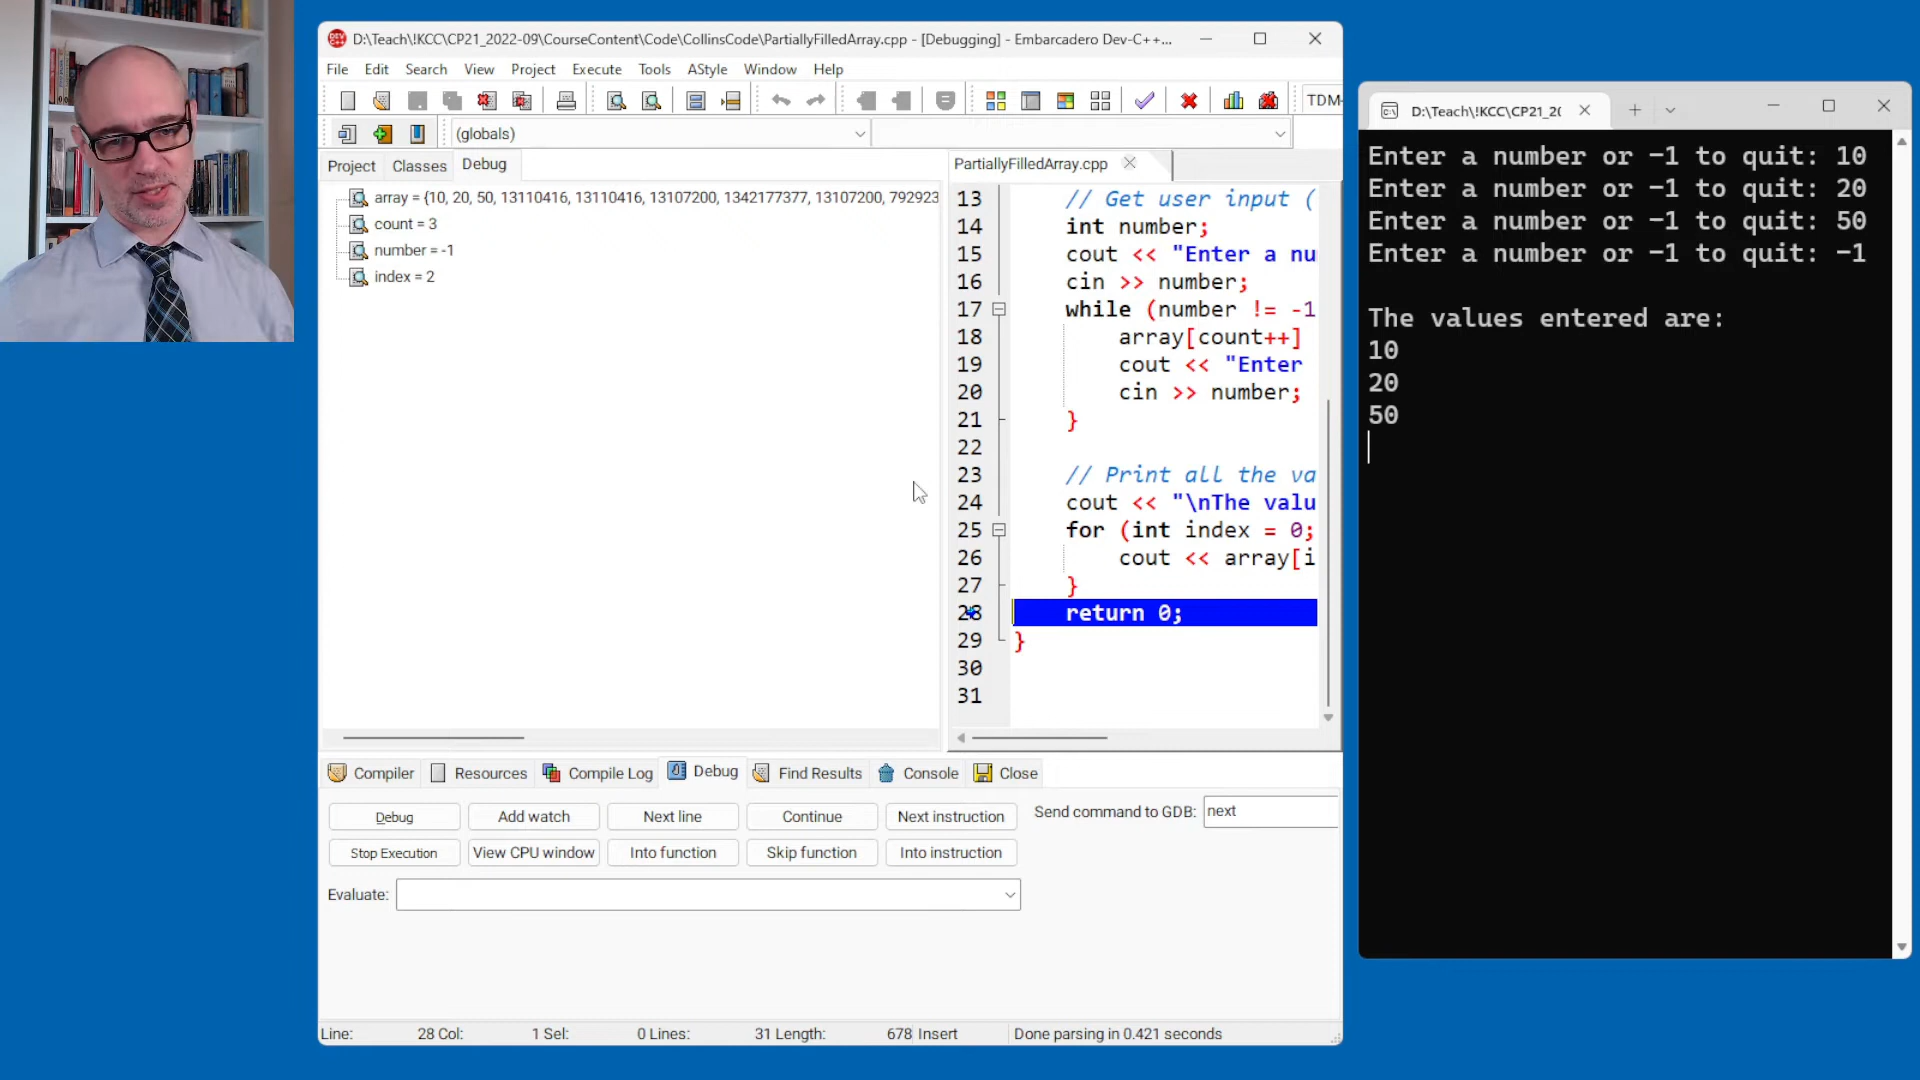 D:\Teach\!KCC\CP21_2022-09\CourseContent\Code\CollinsCode\PartiallyFilledArray.cpp - [Debugging] - Embarcadero Dev-C++...
File Edit Search View Project Execute Tools AStyle Window Help
TDM-
(globals)
Project Classes Debug
array = {10, 20, 50, 13110416, 13110416, 13107200, 1342177377, 13107200, 792923
count = 3
number = -1
index = 2
PartiallyFilledArray.cpp
13 // Get user input (
14 int number;
15 cout << "Enter a nu
16 cin >> number;
17 while (number != -1
18 array[count++]
19 cout << "Enter
20 cin >> number;
21 }
22
23 // Print all the va
24 cout << "\nThe valu
25 for (int index = 0;
26 cout << array[i
27 }
28 return 0;
29 }
30
31
Compiler Resources Compile Log Debug Find Results Console Close
Debug Add watch Next line Continue Next instruction Send command to GDB: next
Stop Execution View CPU window Into function Skip function Into instruction
Evaluate:
Line: 28 Col: 1 Sel: 0 Lines: 31 Length: 678 Insert Done parsing in 0.421 seconds
D:\Teach\!KCC\CP21_20
Enter a number or -1 to quit: 10
Enter a number or -1 to quit: 20
Enter a number or -1 to quit: 50
Enter a number or -1 to quit: -1
The values entered are:
10
20
50